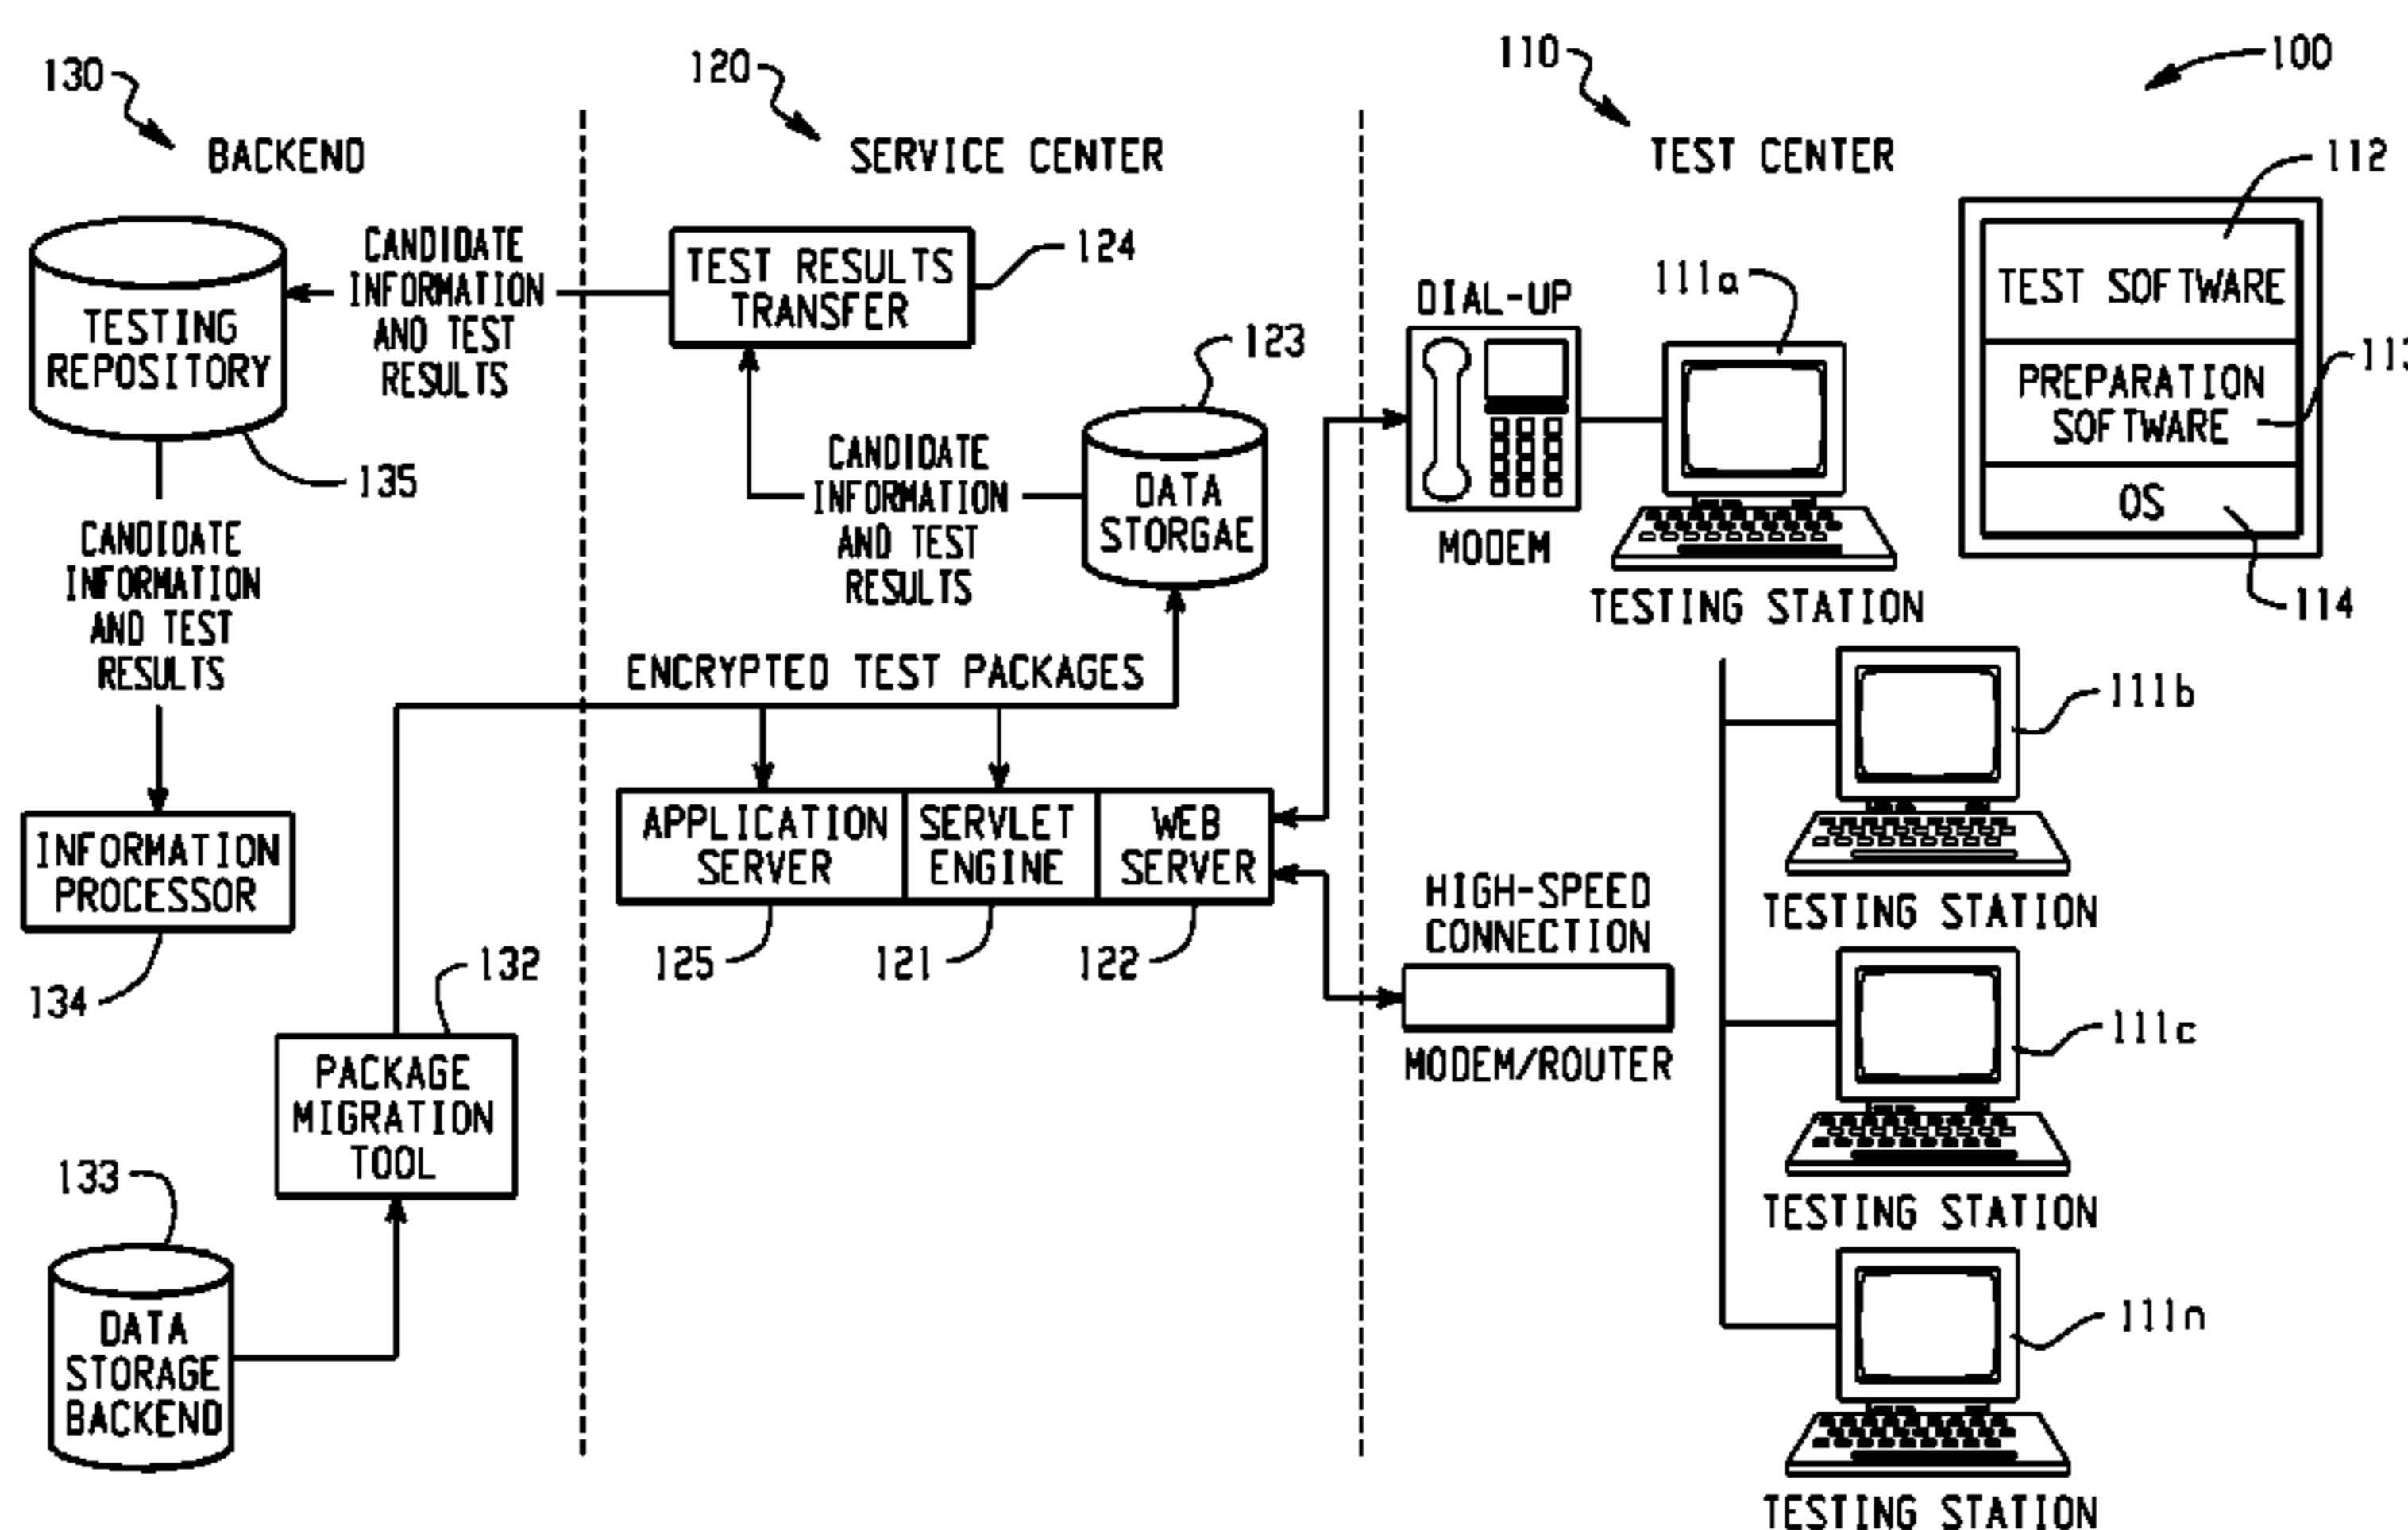 130
BACKEND
120
SERVICE CENTER
110
TEST CENTER
100
TESTING
REPOSITORY
135
CANDIDATE
INFORMATION
AND TEST
RESULTS
TEST RESULTS
TRANSFER
124
CANDIDATE
INFORMATION
AND TEST
RESULTS
123
DATA
STORGAE
CANDIDATE
INFORMATION
AND TEST
RESULTS
INFORMATION
PROCESSOR
134
ENCRYPTED TEST PACKAGES
APPLICATION
SERVER
SERVLET
ENGINE
WEB
SERVER
125
121
122
132
PACKAGE
MIGRATION
TOOL
133
DATA
STORAGE
BACKEND
DIAL-UP
MODEM
111a
TESTING STATION
112
TEST SOFTWARE
PREPARATION
SOFTWARE
OS
114
111b
TESTING STATION
HIGH-SPEED
CONNECTION
MODEM/ROUTER
111c
TESTING STATION
111n
TESTING STATION